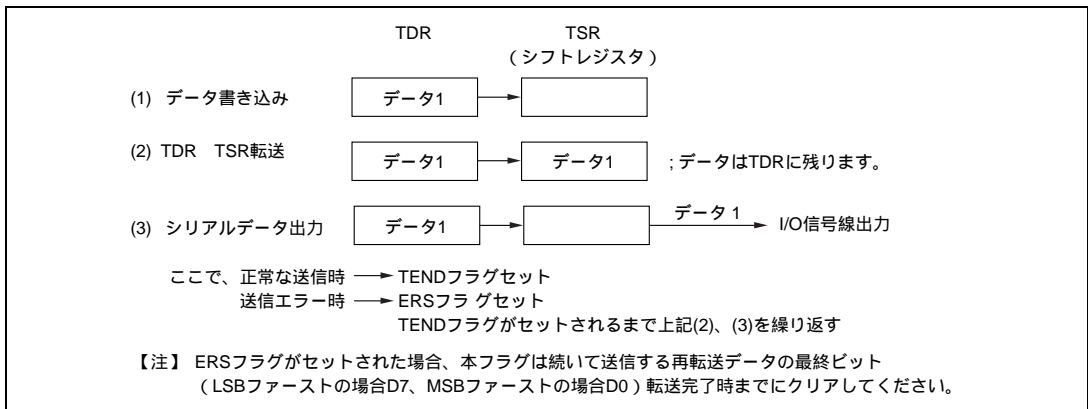 TDR TSR
（シフトレジスタ）
(1) データ書き込み データ1
(2) TDR TSR転送 データ1 データ1 ;データはTDRに残ります。
(3) シリアルデータ出力 データ1 データ1 I/O信号線出力
ここで、正常な送信時 TENDフラグセット
送信エラー時 ERSフラグセット
TENDフラグがセットされるまで上記(2)、(3)を繰り返す
【注】 ERSフラグがセットされた場合、本フラグは続いて送信する再転送データの最終ビット
（LSBファーストの場合D7、MSBファーストの場合D0）転送完了時までにクリアしてください。